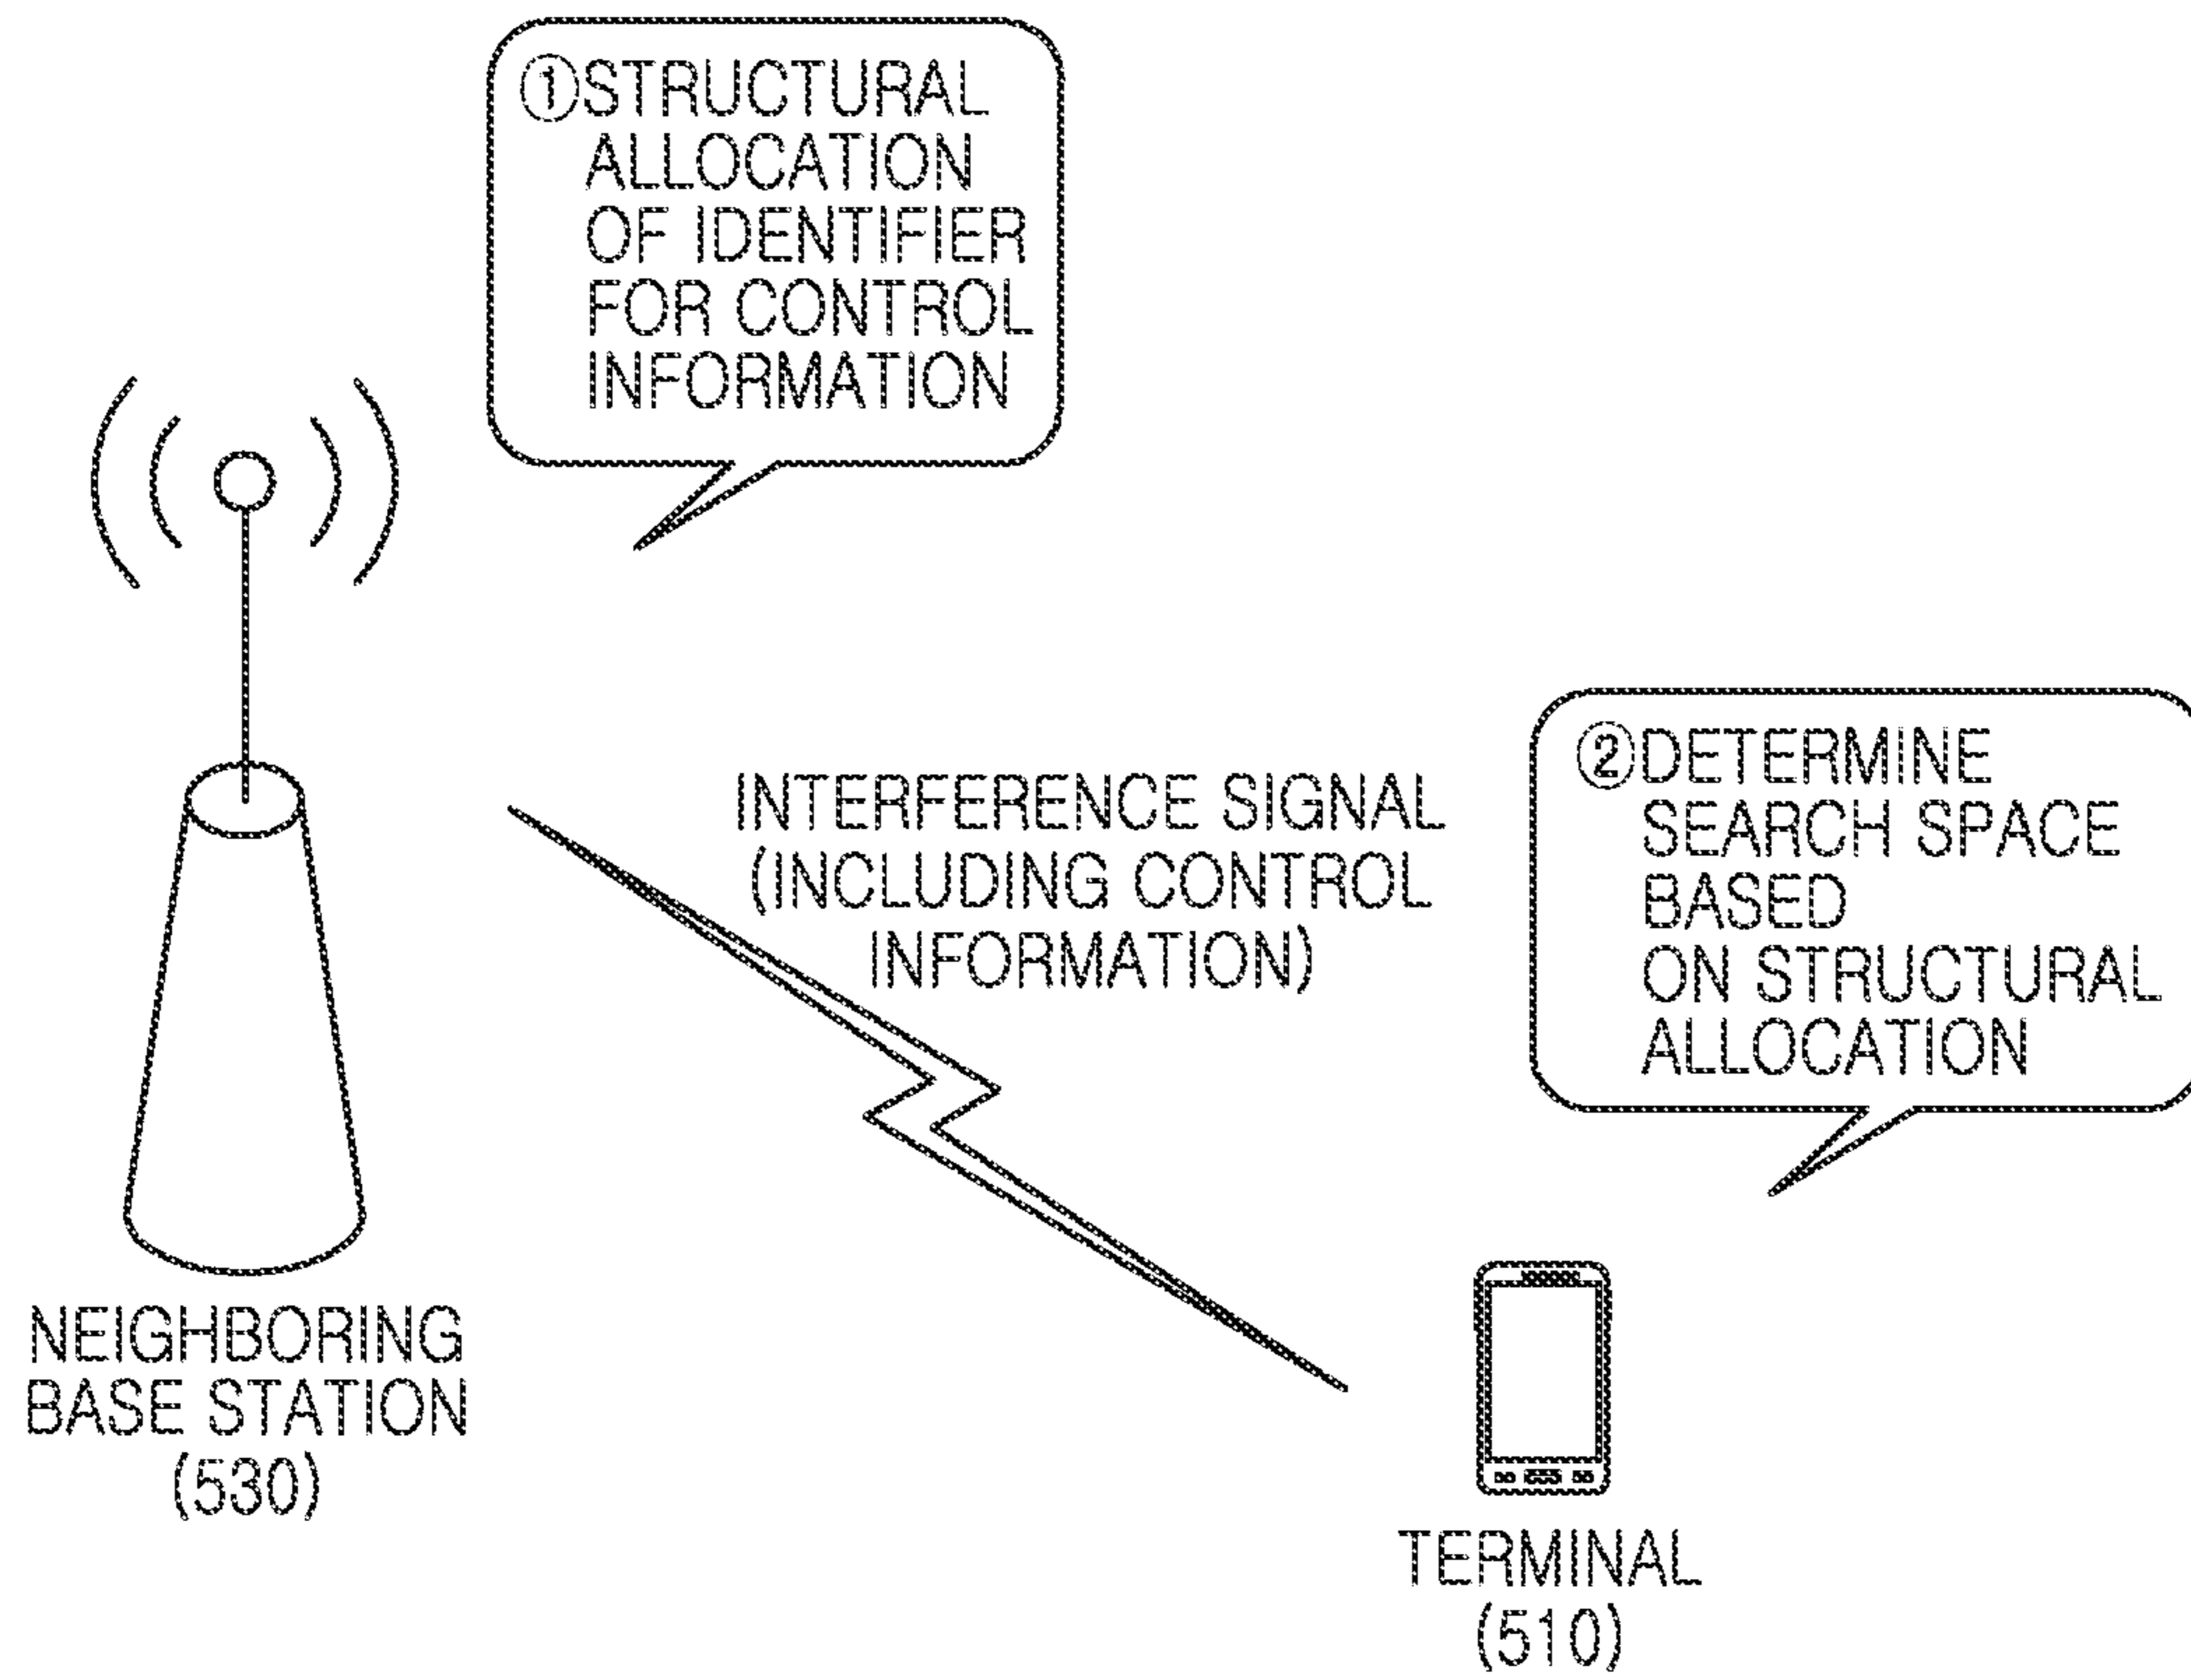 ①STRUCTURAL
ALLOCATION
OF IDENTIFIER
FOR CONTROL
INFORMATION
INTERFERENCE SIGNAL
(INCLUDING CONTROL
INFORMATION)
②DETERMINE
SEARCH SPACE
BASED
ON STRUCTURAL
ALLOCATION
NEIGHBORING
BASE STATION
(530)
TERMINAL
(510)